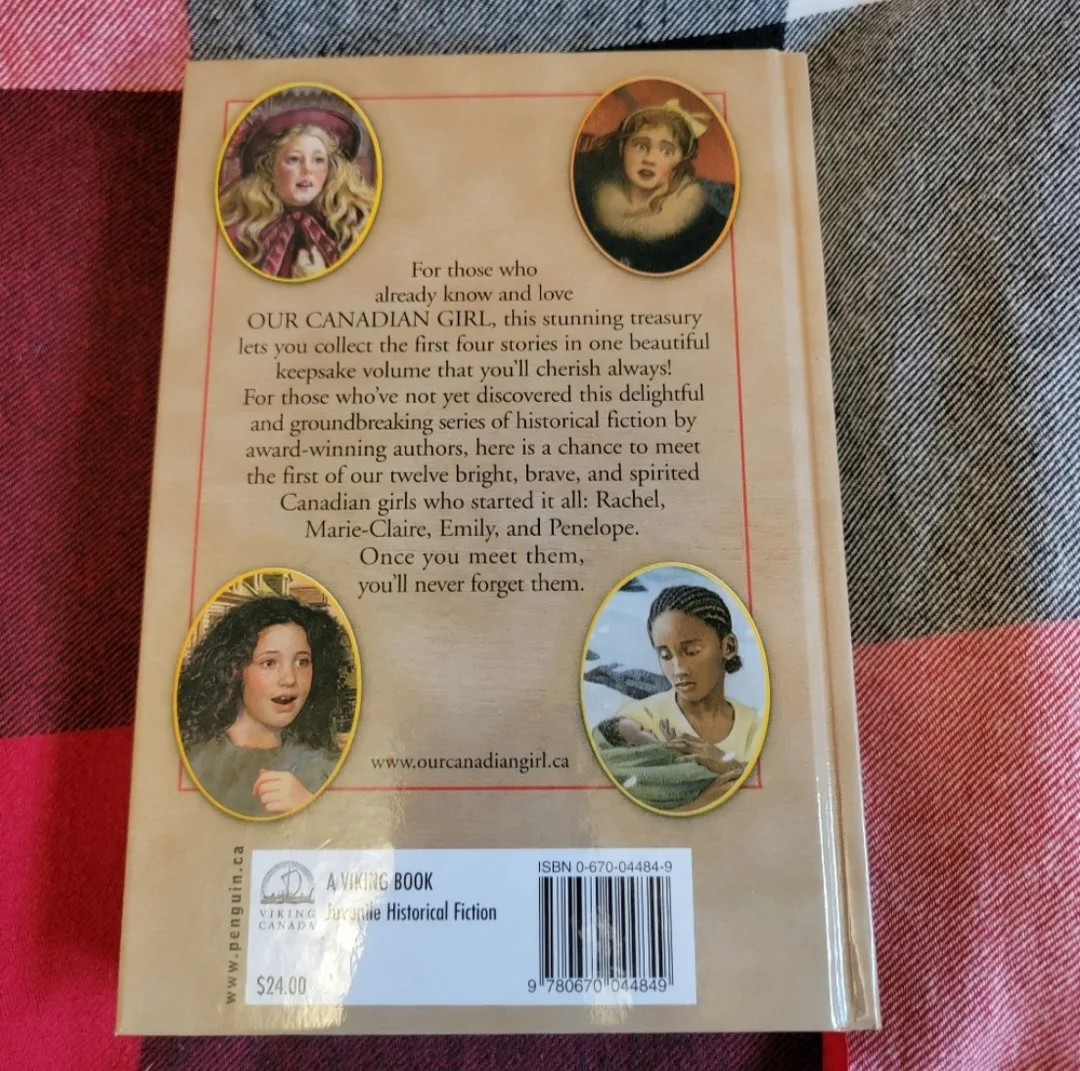 For those who
already know and love
OUR CANADIAN GIRL, this stunning treasury
lets you collect the first four stories in one beautiful
keepsake volume that you'll cherish always!
For those who've not yet discovered this delightful
and groundbreaking series of historical fiction by
award-winning authors, here is a chance to meet
the first of our twelve bright, brave, and spirited
Canadian girls who started it all: Rachel,
Marie-Claire, Emily, and Penelope.
Once you meet them,
you'll never forget them.
www.ourcanadiangirl.ca
www.penguin.ca
VIKING
CANADA
A VIKING BOOK
Juvenile Historical Fiction
$24.00
ISBN 0-670-04484-9
9 780670 044849